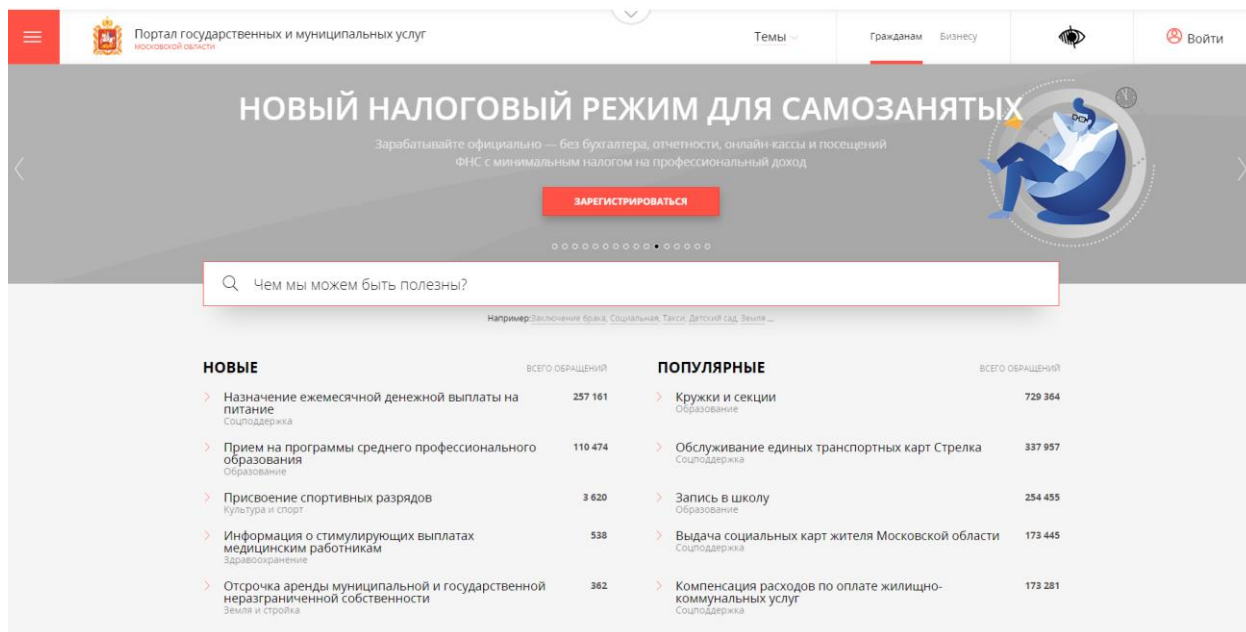 Портал государственных и муниципальных услуг
МОСКОВСКОЙ ОБЛАСТИ
Темы
Гражданам
Бизнесу
Войти
НОВЫЙ НАЛОГОВЫЙ РЕЖИМ ДЛЯ САМОЗАНЯТЫХ
Зарабатывайте официально — без бухгалтера, отчетности, онлайн-кассы и посещений
ФНС с минимальным налогом на профессиональный доход
ЗАРЕГИСТРИРОВАТЬСЯ
Чем мы можем быть полезны?
Например:Заключение брака, Социальная, Такси, Детский сад, Земля ...
НОВЫЕ
ВСЕГО ОБРАЩЕНИЙ
Назначение ежемесячной денежной выплаты на
питание
257 161
Соцподдержка
Прием на программы среднего профессионального
образования
110 474
Образование
Присвоение спортивных разрядов
3 620
Культура и спорт
Информация о стимулирующих выплатах
медицинским работникам
538
Здравоохранение
Отсрочка аренды муниципальной и государственной
неразграниченной собственности
362
Земля и стройка
ПОПУЛЯРНЫЕ
ВСЕГО ОБРАЩЕНИЙ
Кружки и секции
729 364
Образование
Обслуживание единых транспортных карт Стрелка
337 957
Соцподдержка
Запись в школу
254 455
Образование
Выдача социальных карт жителя Московской области
173 445
Соцподдержка
Компенсация расходов по оплате жилищно-
коммунальных услуг
173 281
Соцподдержка